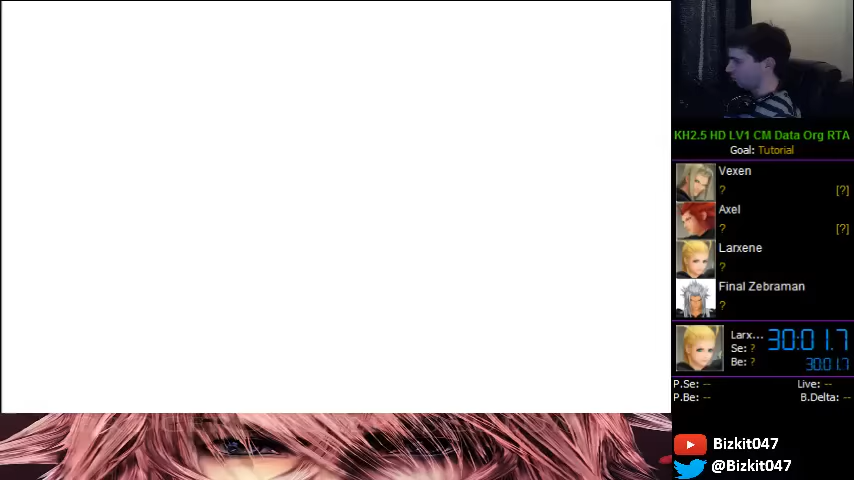 KH2.5 HD LV1 CM Data Org RTA
Goal: Tutorial
Vexen
? [?]
Axel
? [?]
Larxene
?
Final Zebraman
?
Larx... 30:01.7
Se: ?
Be: ? 30:01.7
P.Se: -- Live: --
P.Be: -- B.Delta: --
Bizkit047
@Bizkit047